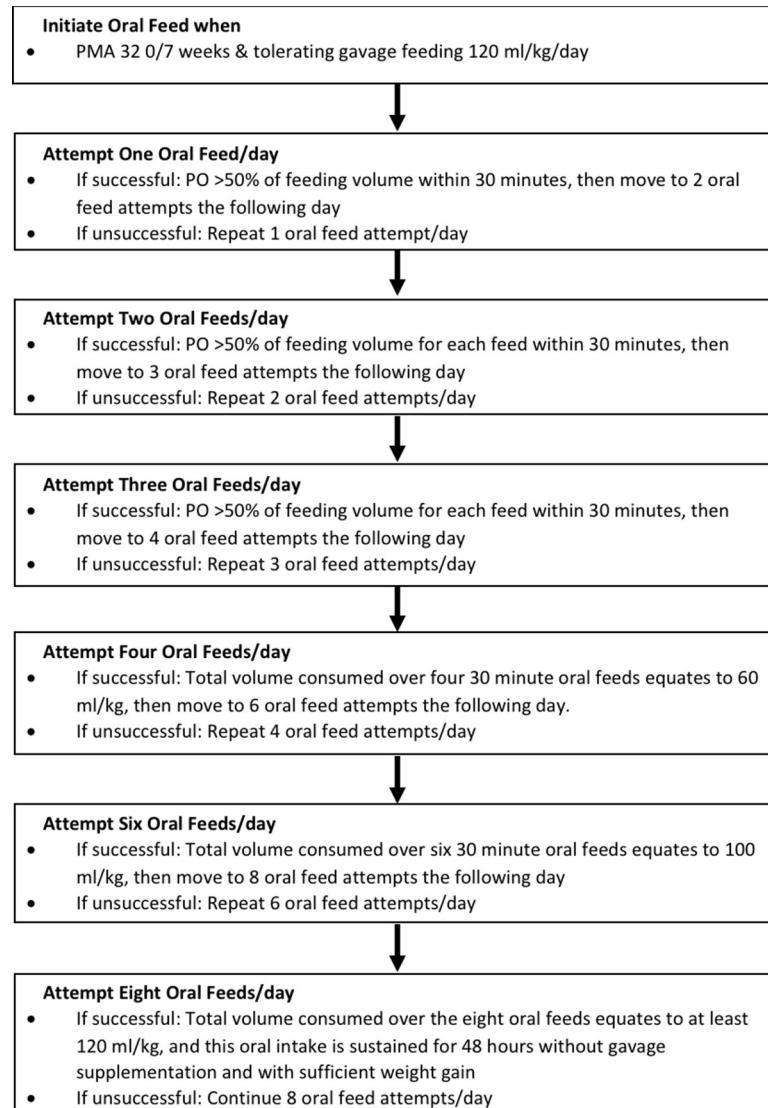 Initiate Oral Feed when
• PMA 32 0/7 weeks & tolerating gavage feeding 120 ml/kg/day
Attempt One Oral Feed/day
• If successful: PO >50% of feeding volume within 30 minutes, then move to 2 oral
feed attempts the following day
• If unsuccessful: Repeat 1 oral feed attempt/day
Attempt Two Oral Feeds/day
• If successful: PO >50% of feeding volume for each feed within 30 minutes, then
move to 3 oral feed attempts the following day
• If unsuccessful: Repeat 2 oral feed attempts/day
Attempt Three Oral Feeds/day
• If successful: PO >50% of feeding volume for each feed within 30 minutes, then
move to 4 oral feed attempts the following day
• If unsuccessful: Repeat 3 oral feed attempts/day
Attempt Four Oral Feeds/day
• If successful: Total volume consumed over four 30 minute oral feeds equates to 60
ml/kg, then move to 6 oral feed attempts the following day.
• If unsuccessful: Repeat 4 oral feed attempts/day
Attempt Six Oral Feeds/day
• If successful: Total volume consumed over six 30 minute oral feeds equates to 100
ml/kg, then move to 8 oral feed attempts the following day
• If unsuccessful: Repeat 6 oral feed attempts/day
Attempt Eight Oral Feeds/day
• If successful: Total volume consumed over the eight oral feeds equates to at least
120 ml/kg, and this oral intake is sustained for 48 hours without gavage
supplementation and with sufficient weight gain
• If unsuccessful: Continue 8 oral feed attempts/day